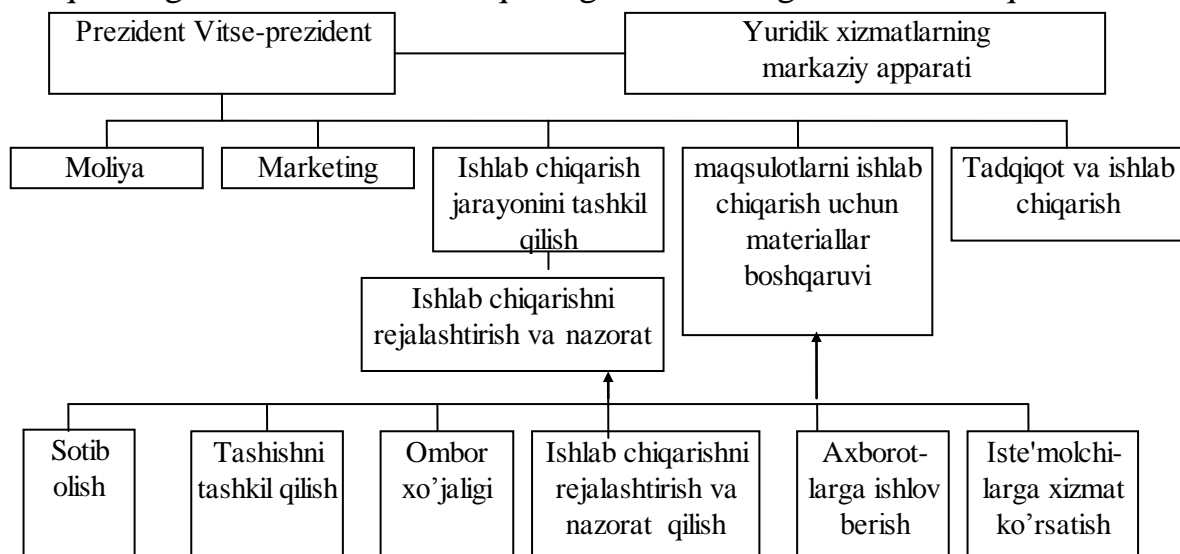 Prezident Vitse-prezident
Yuridik xizmatlarning
markaziy apparati
Moliya
Marketing
Ishlab chiqarish
jarayonini tashkil
qilish
maqsulotlarni ishlab
chiqarish uchun
materiallar
boshqaruvi
Tadqiqot va ishlab
chiqarish
Ishlab chiqarishni
rejalashtirish va nazorat
Sotib
olish
Tashishni
tashkil qilish
Ombor
xo’jaligi
Ishlab chiqarishni
rejalashtirish va
nazorat qilish
Axborot-
larga ishlov
berish
Iste'molchi-
larga xizmat
ko’rsatish